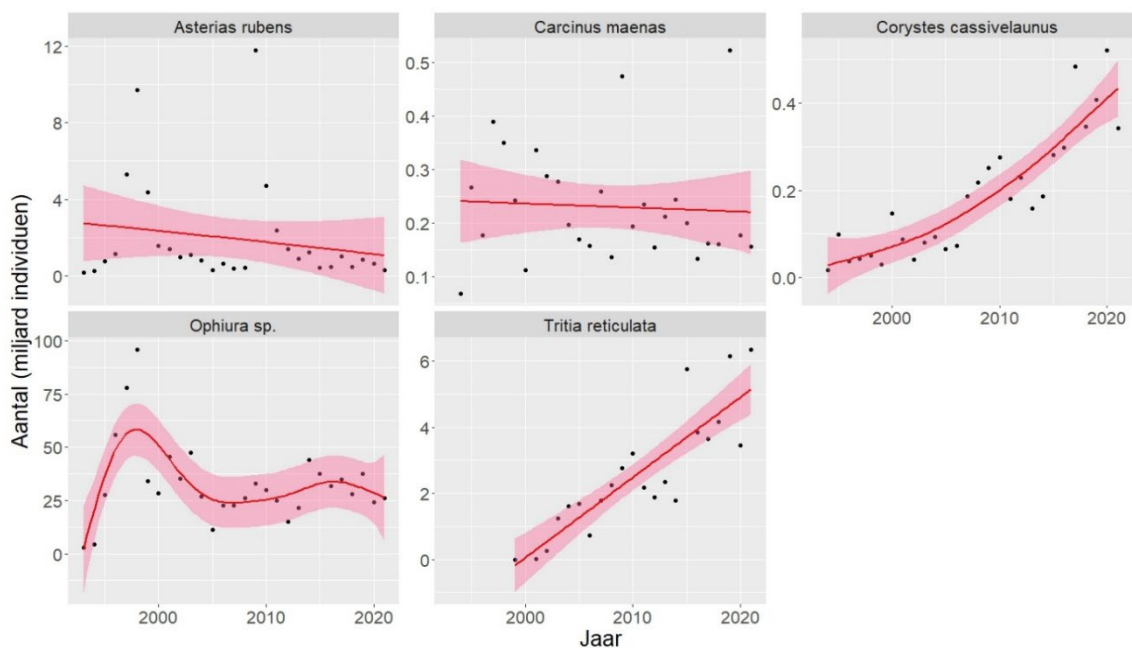 Asterias rubens
Carcinus maenas
Corystes cassivelaunus
12
8
4
0
0.5
0.4
0.3
0.2
0.1
0.4
0.2
0.0
2000 2010 2020
Ophiura sp.
Tritia reticulata
100
75
50
25
0
6
4
2
0
2000 2010 2020
2000 2010 2020
Aantal (miljard individuen)
Jaar